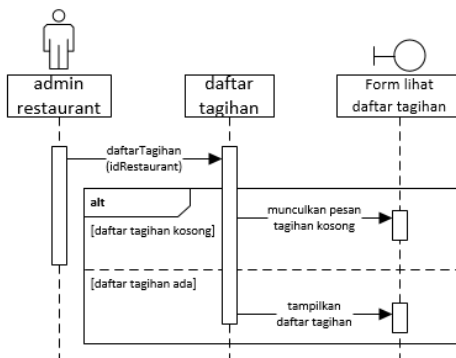 admin
restaurant
daftar
tagihan
Form lihat
daftar tagihan
daftarTagihan
(idRestaurant)
alt
[daftar tagihan kosong]
munculkan pesan
tagihan kosong
[daftar tagihan ada]
tampilkan
daftar tagihan